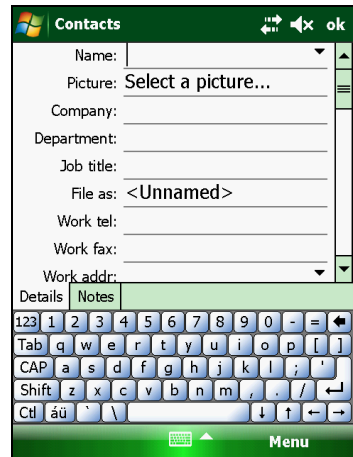 Contacts ok
Name:
Picture: Select a picture...
Company:
Department:
Job title:
File as: <Unnamed>
Work tel:
Work fax:
Work addr:
Details Notes
123 1 2 3 4 5 6 7 8 9 0 - =
Tab q w e r t y u i o p [ ]
CAP a s d f g h j k l ; '
Shift z x c v b n m , . /
Ctl áü ` \
Menu